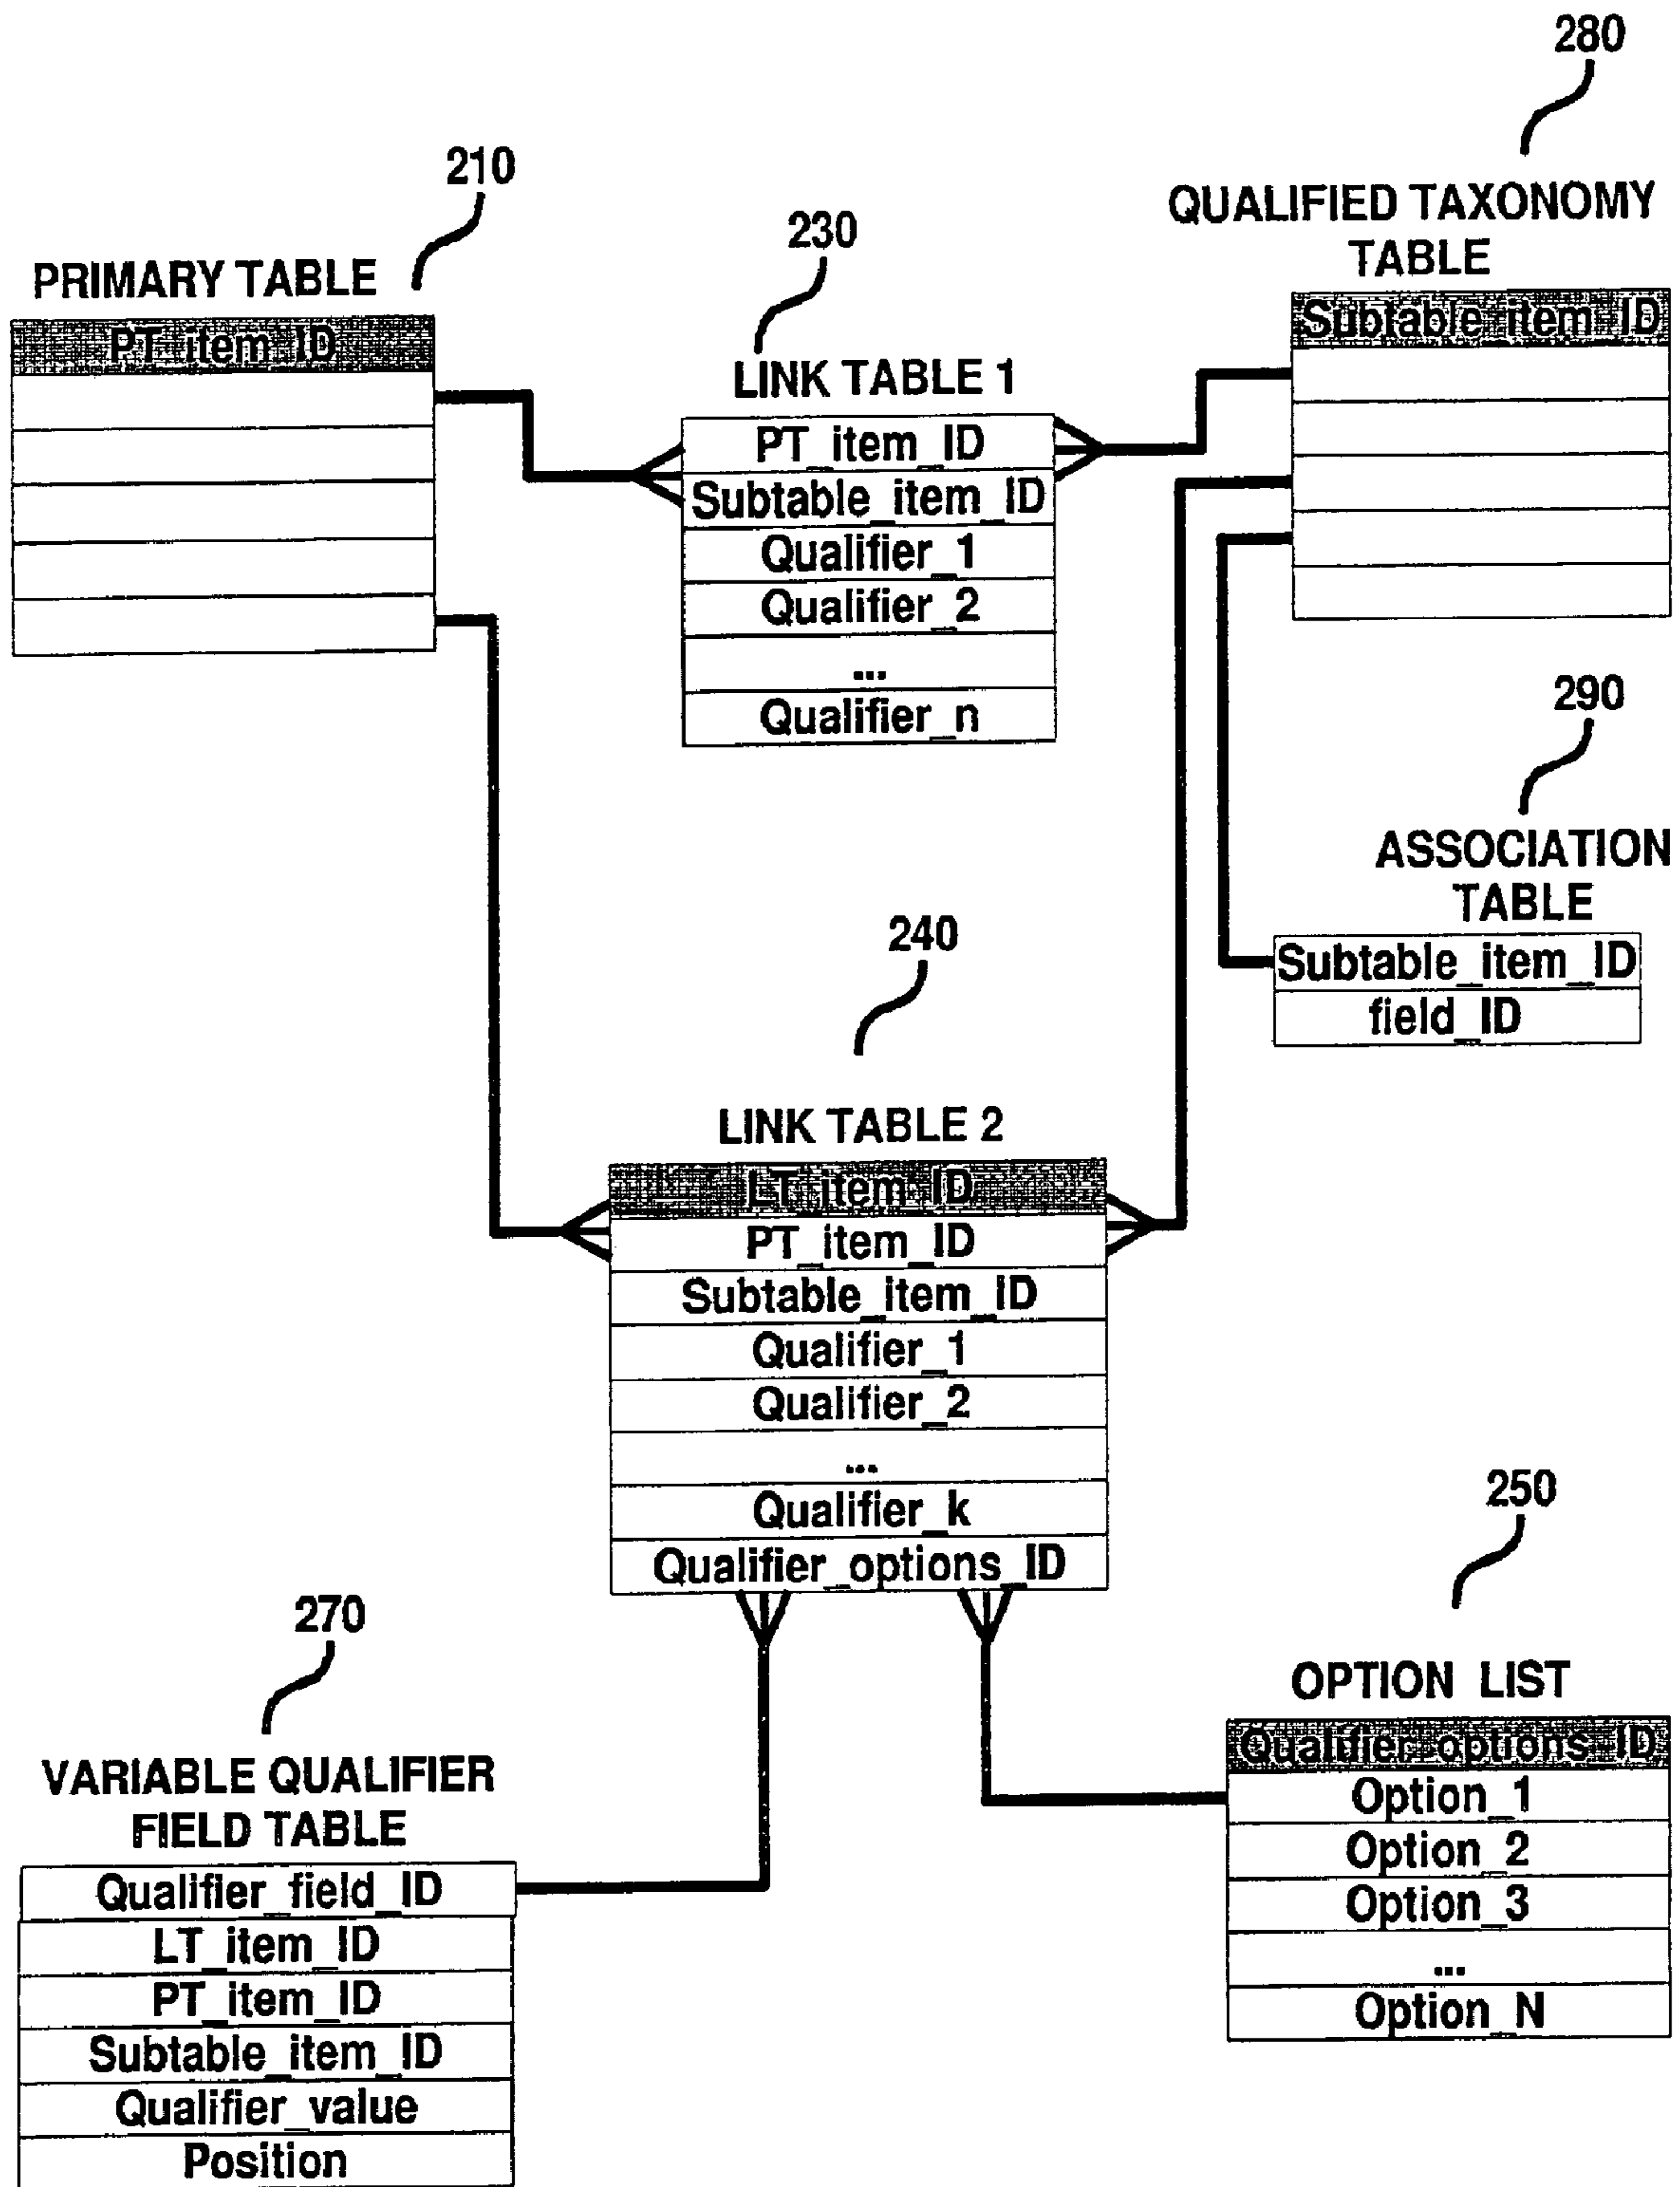 280
QUALIFIED TAXONOMY
TABLE
Subtable_item_ID
210
PRIMARY TABLE
PT_item_ID
230
LINK TABLE 1
PT_item_ID
Subtable_item_ID
Qualifier_1
Qualifier_2
...
Qualifier_n
290
ASSOCIATION
TABLE
Subtable_item_ID
field_ID
240
LINK TABLE 2
LT_item_ID
PT_item_ID
Subtable_item_ID
Qualifier_1
Qualifier_2
...
Qualifier_k
Qualifier_options_ID
250
OPTION LIST
Qualifier_options_ID
Option_1
Option_2
Option_3
...
Option_N
270
VARIABLE QUALIFIER
FIELD TABLE
Qualifier_field_ID
LT_item_ID
PT_item_ID
Subtable_item_ID
Qualifier_value
Position